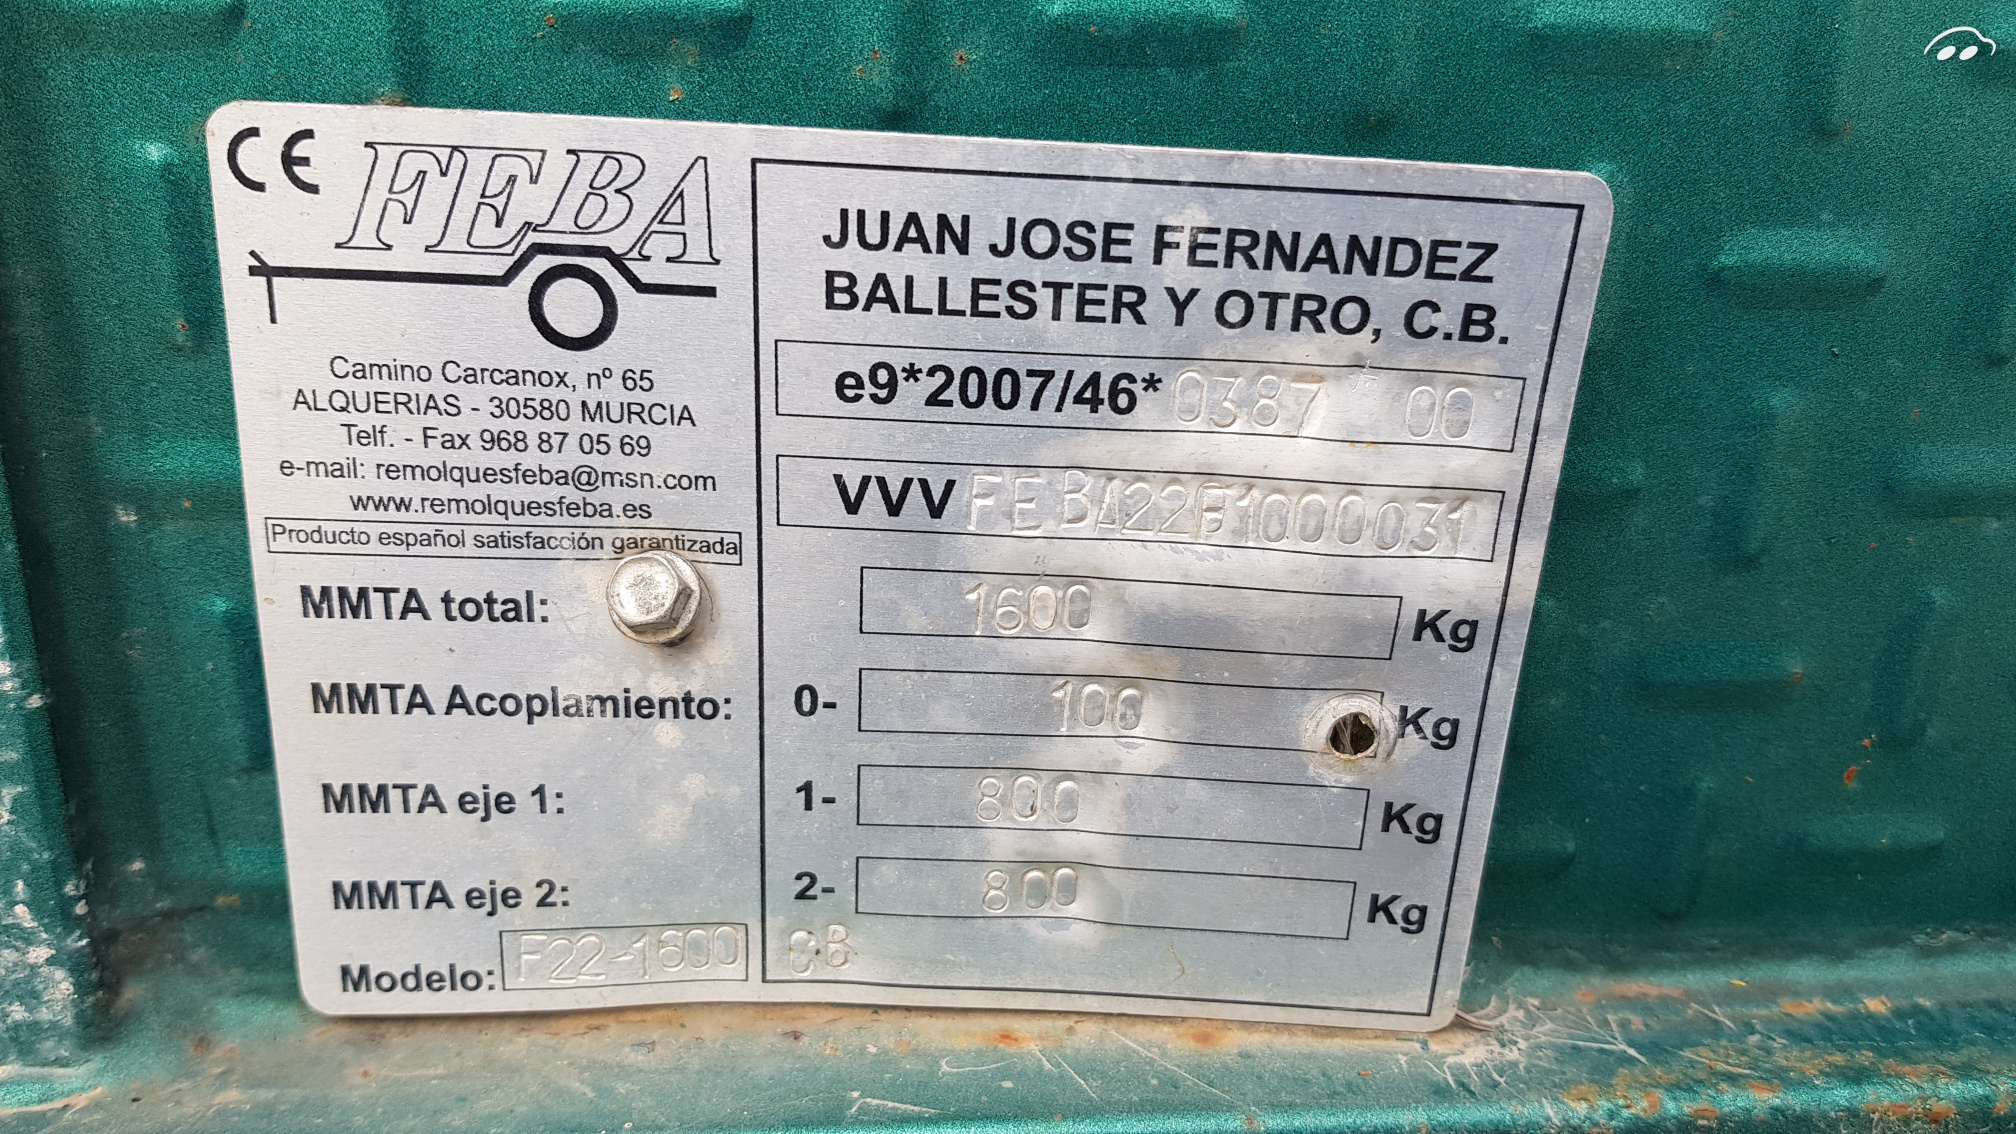 CE FEBA
Camino Carcanox, nº 65
ALQUERIAS - 30580 MURCIA
Telf. - Fax 968 87 05 69
e-mail: remolquesfeba@msn.com
www.remolquesfeba.es
Producto español satisfacción garantizada
JUAN JOSE FERNANDEZ
BALLESTER Y OTRO, C.B.
e9*2007/46*0387*00
VVV FEBA22F1000031
MMTA total: 1600 Kg
MMTA Acoplamiento: 0- 100 Kg
MMTA eje 1: 1- 800 Kg
MMTA eje 2: 2- 800 Kg
Modelo: F22-1600 CB